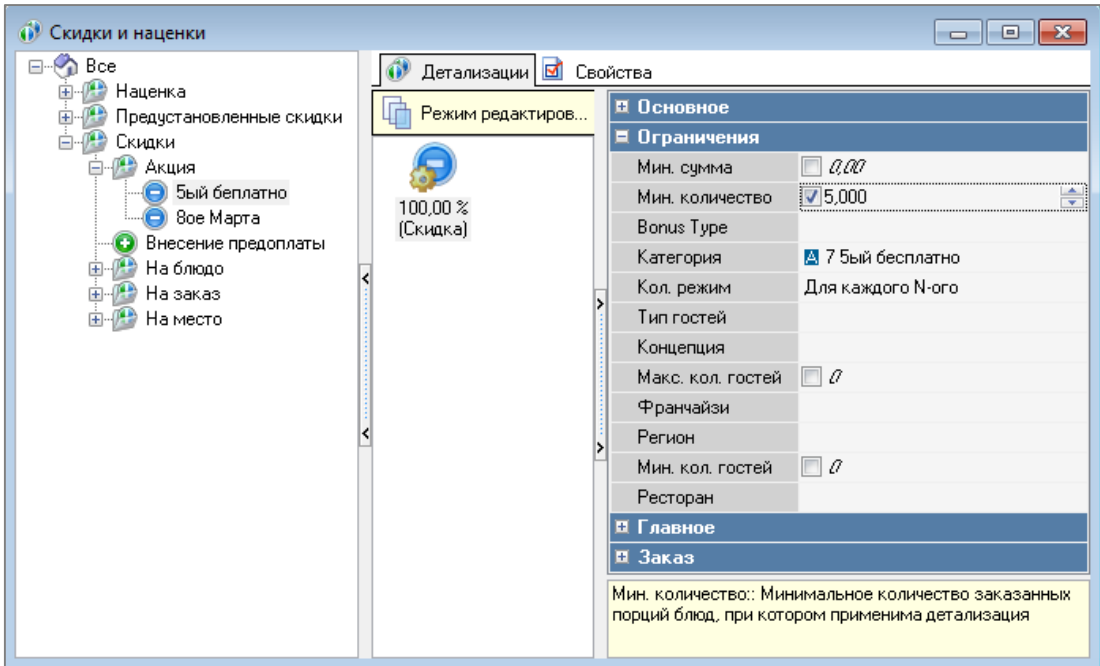 Скидки и наценки
Все
Наценка
Предустановленные скидки
Скидки
Акция
5ый беплатно
8ое Марта
Внесение предоплаты
На блюдо
На заказ
На место
Детализации
Свойства
Режим редактиров...
100,00 %
(Скидка)
Основное
Ограничения
Мин. сумма 0,00
Мин. количество 5,000
Bonus Type
Категория A 7 5ый бесплатно
Кол. режим Для каждого N-ого
Тип гостей
Концепция
Макс. кол. гостей 0
Франчайзи
Регион
Мин. кол. гостей 0
Ресторан
Главное
Заказ
Мин. количество:: Минимальное количество заказанных
порций блюд, при котором применима детализация